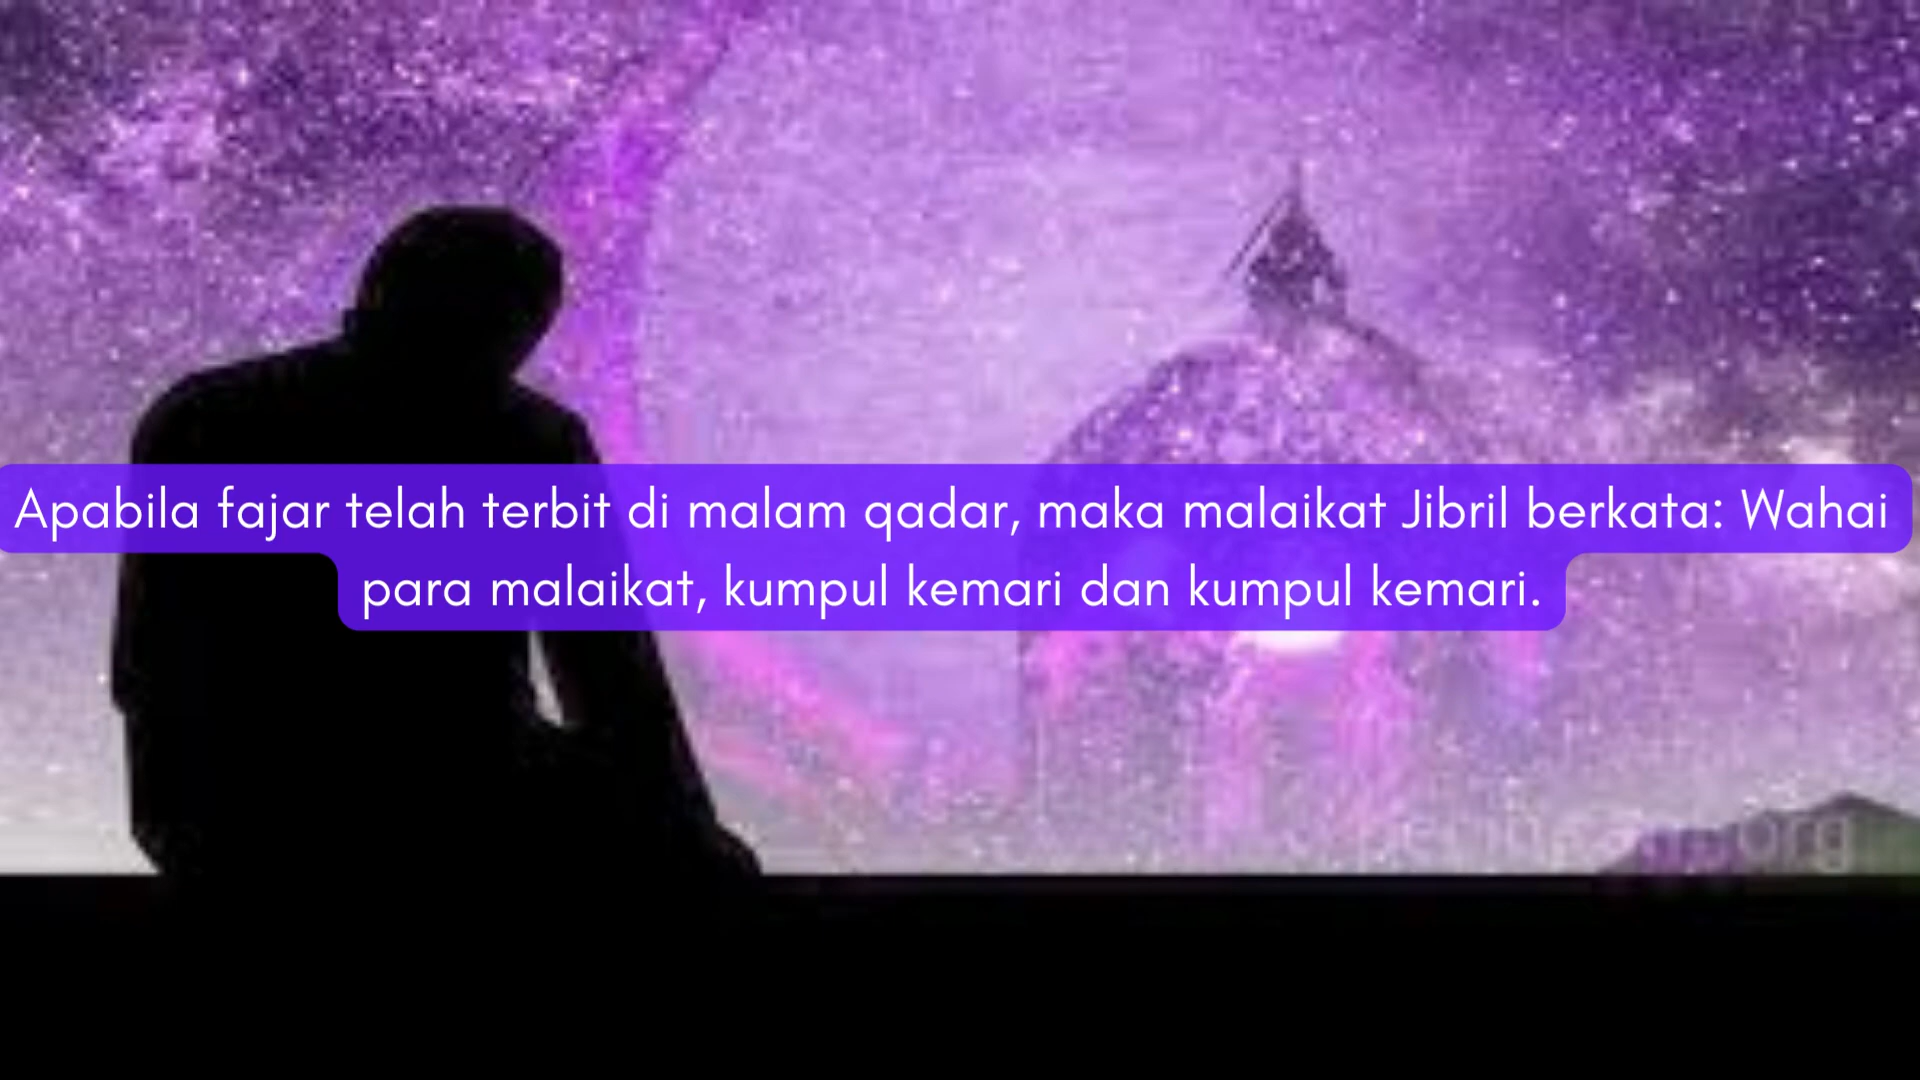 Apabila fajar telah terbit di malam qadar, maka malaikat Jibril berkata: Wahai
para malaikat, kumpul kemari dan kumpul kemari.